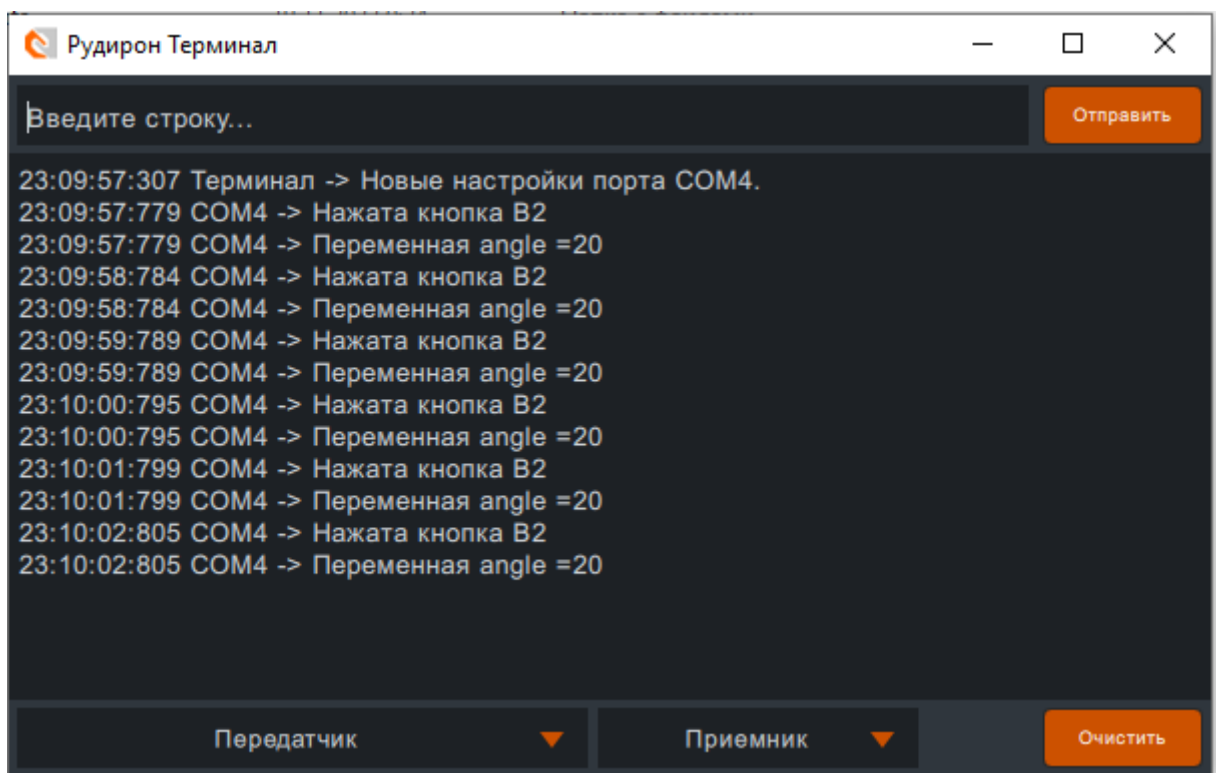 Рудирон Терминал
Введите строку...
Отправить
23:09:57:307 Терминал -> Новые настройки порта COM4.
23:09:57:779 COM4 -> Нажата кнопка B2
23:09:57:779 COM4 -> Переменная angle =20
23:09:58:784 COM4 -> Нажата кнопка B2
23:09:58:784 COM4 -> Переменная angle =20
23:09:59:789 COM4 -> Нажата кнопка B2
23:09:59:789 COM4 -> Переменная angle =20
23:10:00:795 COM4 -> Нажата кнопка B2
23:10:00:795 COM4 -> Переменная angle =20
23:10:01:799 COM4 -> Нажата кнопка B2
23:10:01:799 COM4 -> Переменная angle =20
23:10:02:805 COM4 -> Нажата кнопка B2
23:10:02:805 COM4 -> Переменная angle =20
Передатчик
Приемник
Очистить